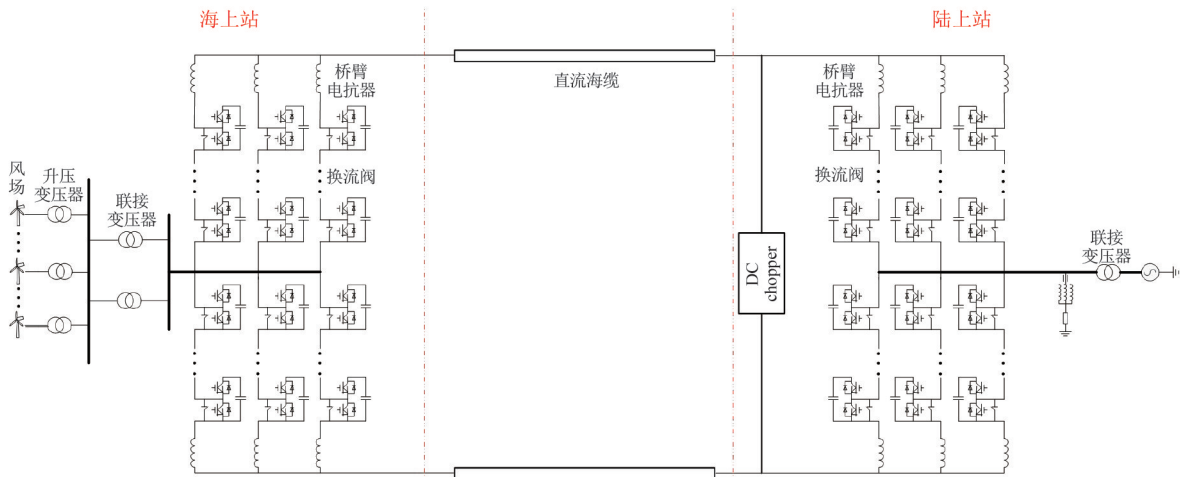 海上站
陆上站
桥臂
电抗器
直流海缆
桥臂
电抗器
风
场
升压
变压器
联接
变压器
换流阀
换流阀
DC
chopper
联接
变压器